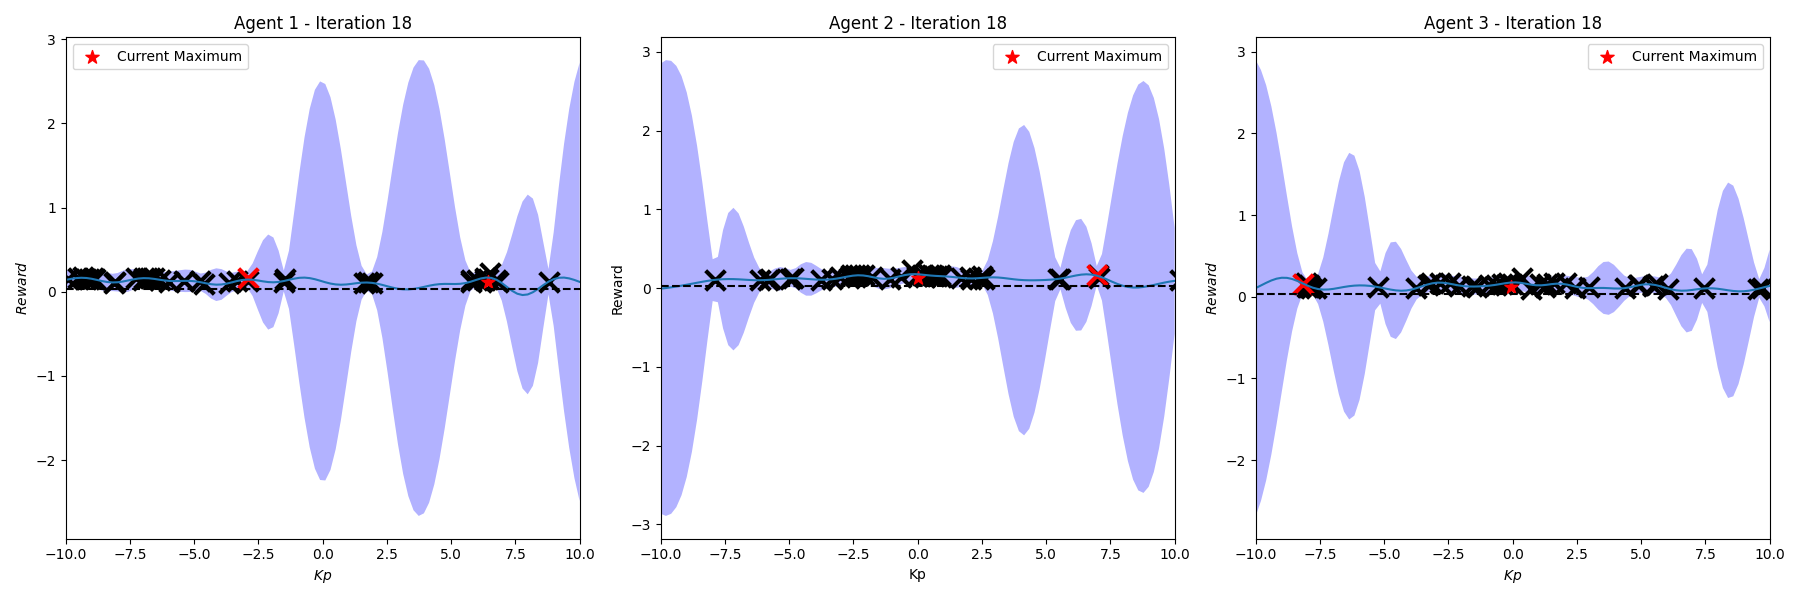 Agent 1 - Iteration 18
Current Maximum
Reward
3
2
1
0
−1
−2
−10.0 −7.5 −5.0 −2.5 0.0 2.5 5.0 7.5 10.0
Kp
Agent 2 - Iteration 18
Current Maximum
Reward
3
2
1
0
−1
−2
−3
−10.0 −7.5 −5.0 −2.5 0.0 2.5 5.0 7.5 10.0
Kp
Agent 3 - Iteration 18
Current Maximum
Reward
3
2
1
0
−1
−2
−10.0 −7.5 −5.0 −2.5 0.0 2.5 5.0 7.5 10.0
Kp